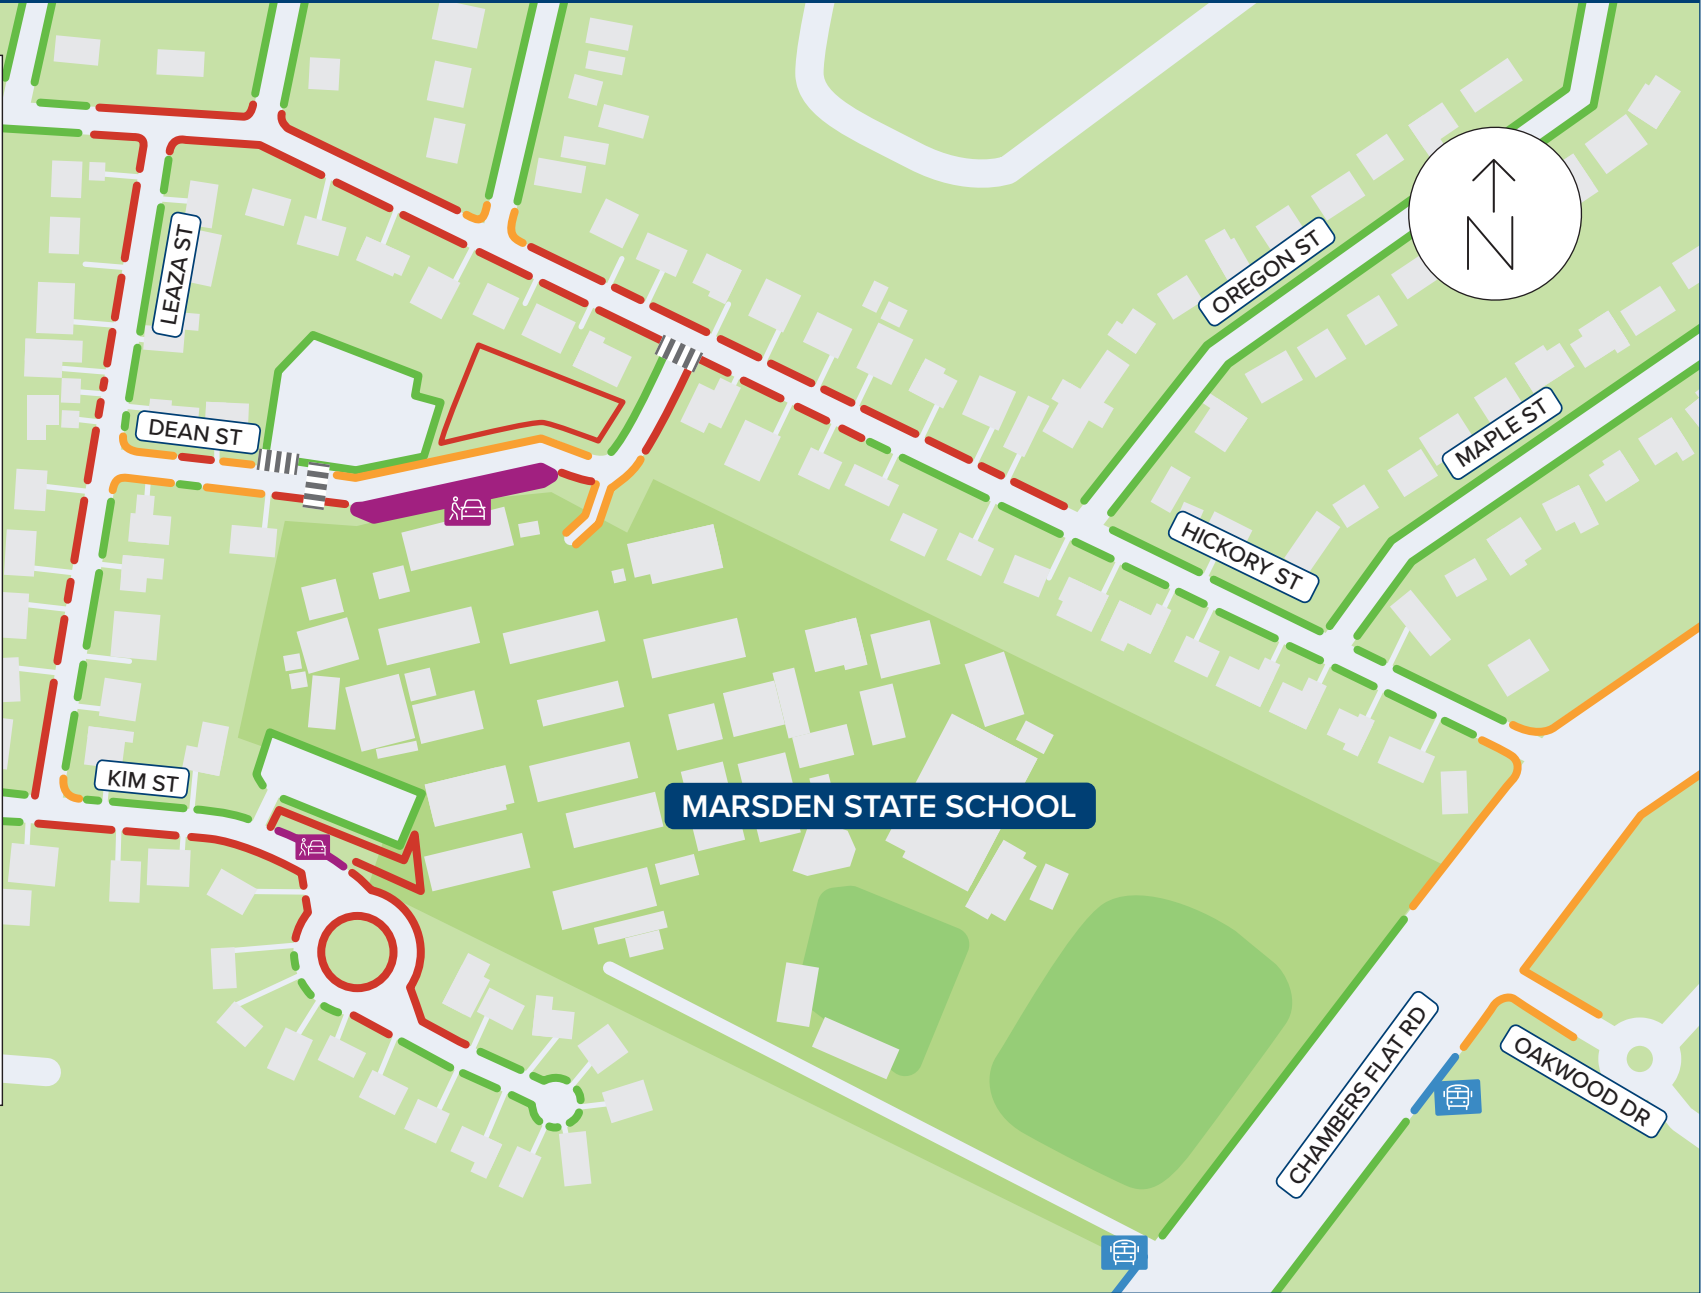 N
OREGON ST
LEAZA ST
MAPLE ST
DEAN ST
HICKORY ST
KIM ST
MARSDEN STATE SCHOOL
CHAMBERS FLAT RD
OAKWOOD DR